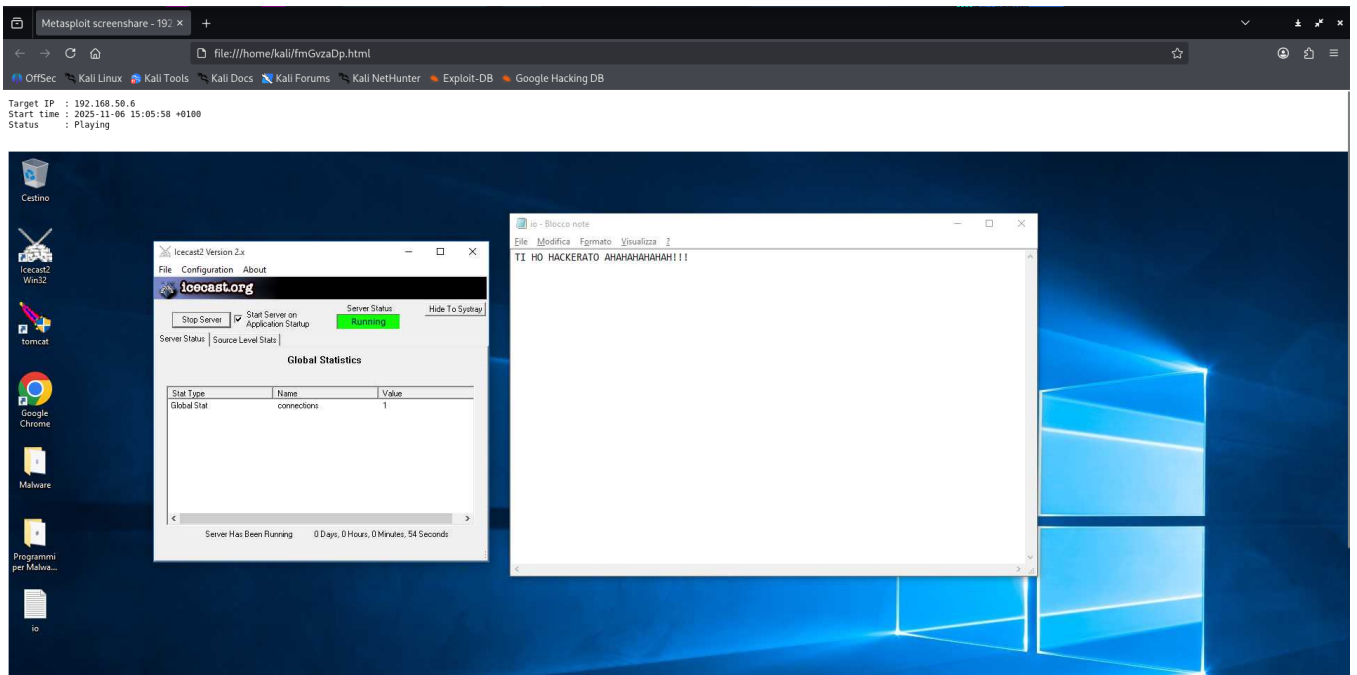 Metasploit screenshare - 192
file:///home/kali/fmGvzaDp.html
OffSec Kali Linux Kali Tools Kali Docs Kali Forums Kali NetHunter Exploit-DB Google Hacking DB
Target IP : 192.168.50.6
Start time : 2025-11-06 15:05:58 +0100
Status : Playing
Cestino
Icecast2
Win32
tomcat
Google
Chrome
Malware
Programmi
per Malwa...
io
Icecast2 Version 2.x
File Configuration About
icecast.org
Stop Server
Start Server on
Application Startup
Server Status
Running
Hide To Systray
Server Status Source Level Stats
Global Statistics
Stat Type Name Value
Global Stat connections 1
Server Has Been Running 0 Days, 0 Hours, 0 Minutes, 54 Seconds
io - Blocco note
File Modifica Formato Visualizza ?
TI HO HACKERATO AHAHAHAHAHAH!!!